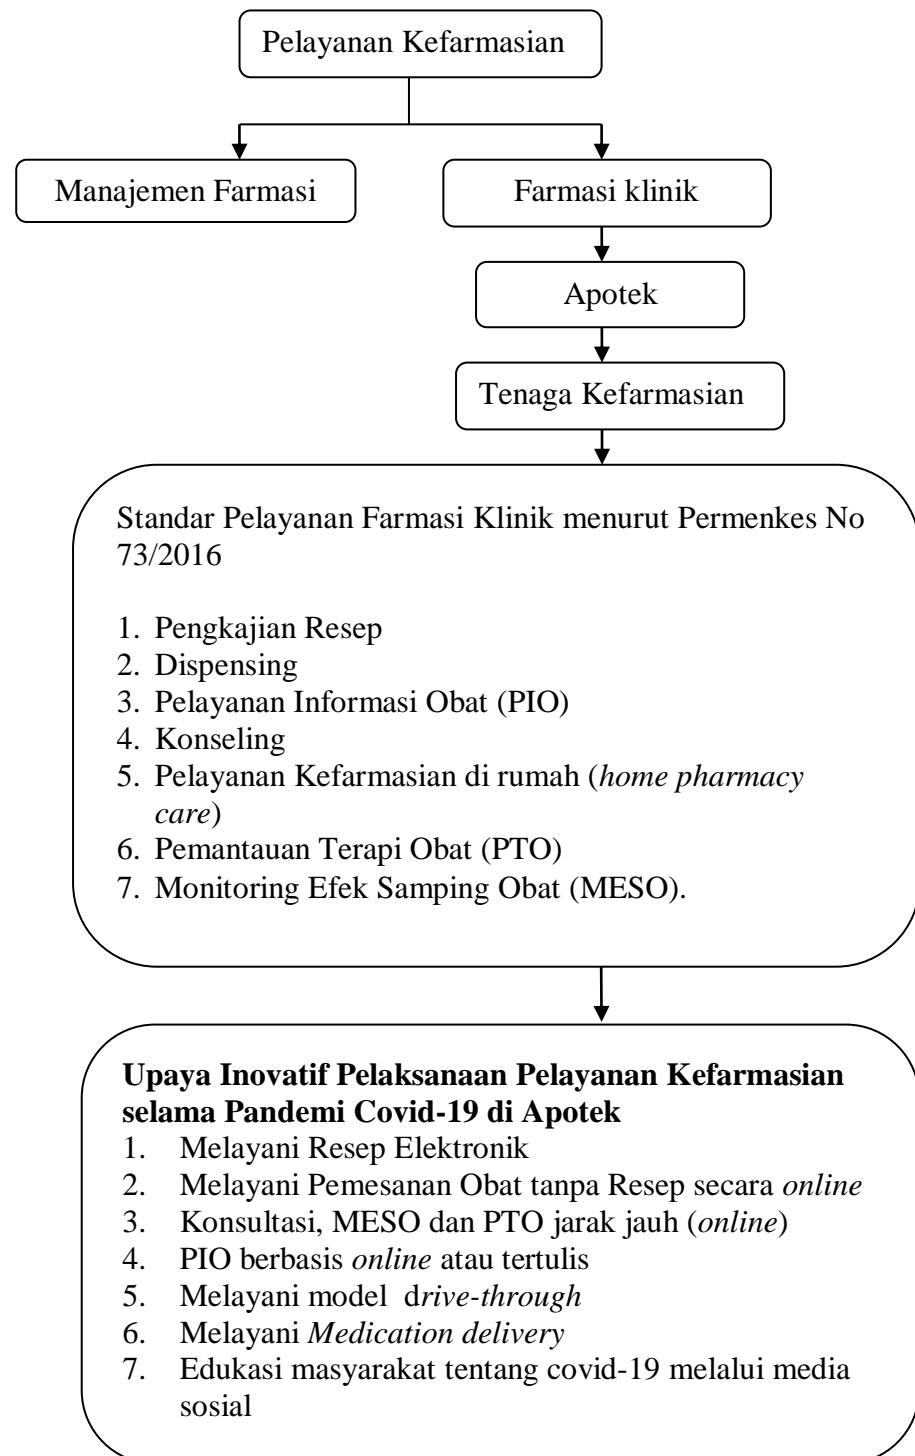 Pelayanan Kefarmasian
Manajemen Farmasi
Farmasi klinik
Apotek
Tenaga Kefarmasian
Standar Pelayanan Farmasi Klinik menurut Permenkes No
73/2016
1. Pengkajian Resep
2. Dispensing
3. Pelayanan Informasi Obat (PIO)
4. Konseling
5. Pelayanan Kefarmasian di rumah (home pharmacy
care)
6. Pemantauan Terapi Obat (PTO)
7. Monitoring Efek Samping Obat (MESO).
Upaya Inovatif Pelaksanaan Pelayanan Kefarmasian
selama Pandemi Covid-19 di Apotek
1. Melayani Resep Elektronik
2. Melayani Pemesanan Obat tanpa Resep secara online
3. Konsultasi, MESO dan PTO jarak jauh (online)
4. PIO berbasis online atau tertulis
5. Melayani model drive-through
6. Melayani Medication delivery
7. Edukasi masyarakat tentang covid-19 melalui media
sosial